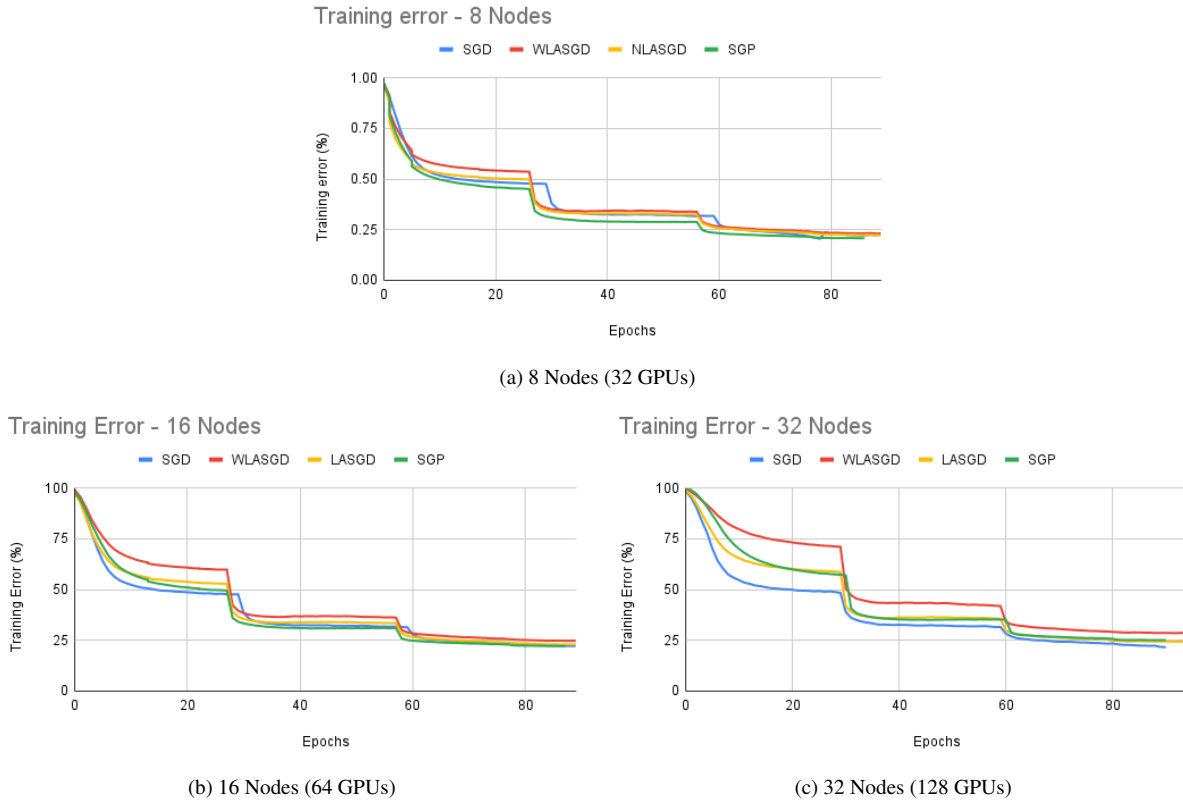 Training error - 8 Nodes
SGD WLASGD NLASGD SGP
1.00
0.75
0.50
0.25
0.00
Training error (%)
0 20 40 60 80
Epochs
(a) 8 Nodes (32 GPUs)
Training Error - 16 Nodes
SGD WLASGD LASGD SGP
100
75
50
25
0
Training Error (%)
0 20 40 60 80
Epochs
(b) 16 Nodes (64 GPUs)
Training Error - 32 Nodes
SGD WLASGD LASGD SGP
100
75
50
25
0
Training Error (%)
0 20 40 60 80
Epochs
(c) 32 Nodes (128 GPUs)